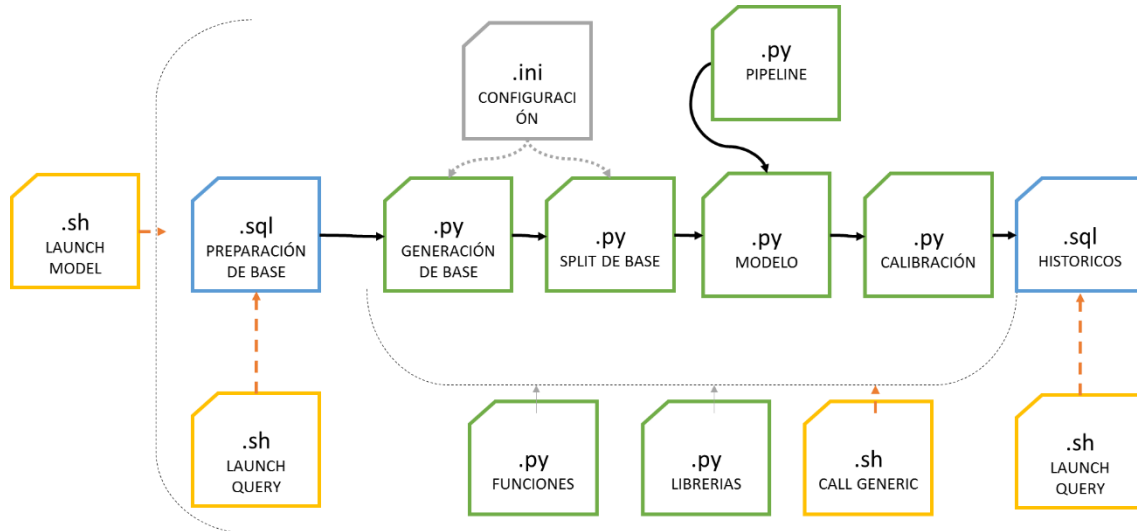 .ini
CONFIGURACI
ÓN
.py
PIPELINE
.sh
LAUNCH
MODEL
.sql
PREPARACIÓN
DE BASE
.py
GENERACIÓN
DE BASE
.py
SPLIT DE BASE
.py
MODELO
.py
CALIBRACIÓN
.sql
HISTORICOS
.sh
LAUNCH
QUERY
.py
FUNCIONES
.py
LIBRERIAS
.sh
CALL GENERIC
.sh
LAUNCH
QUERY